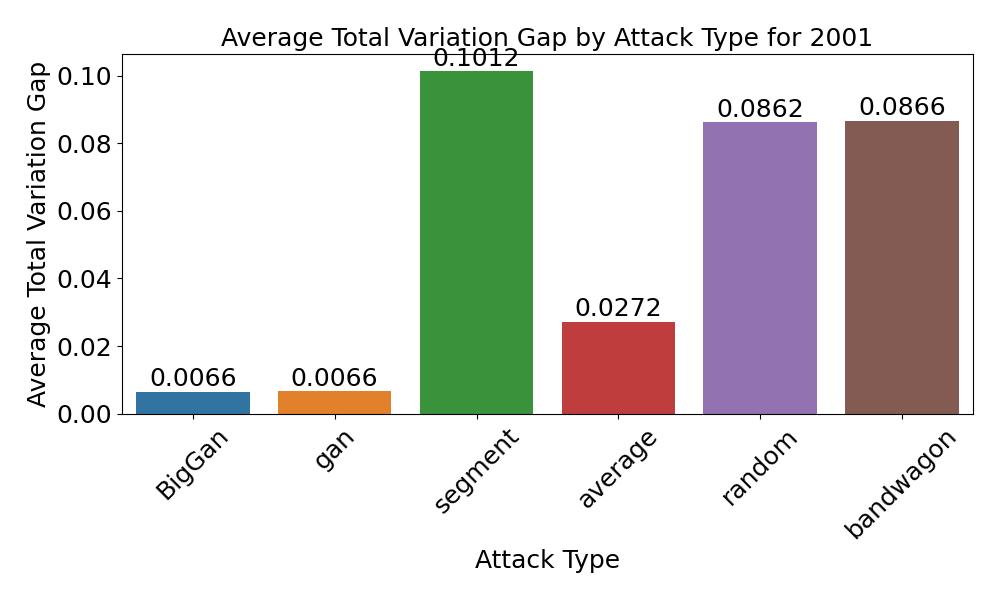 Average Total Variation Gap by Attack Type for 2001
Average Total Variation Gap
0.10
0.08
0.06
0.04
0.02
0.00
0.0066
0.0066
0.1012
0.0272
0.0862
0.0866
BigGan
gan
segment
average
random
bandwagon
Attack Type